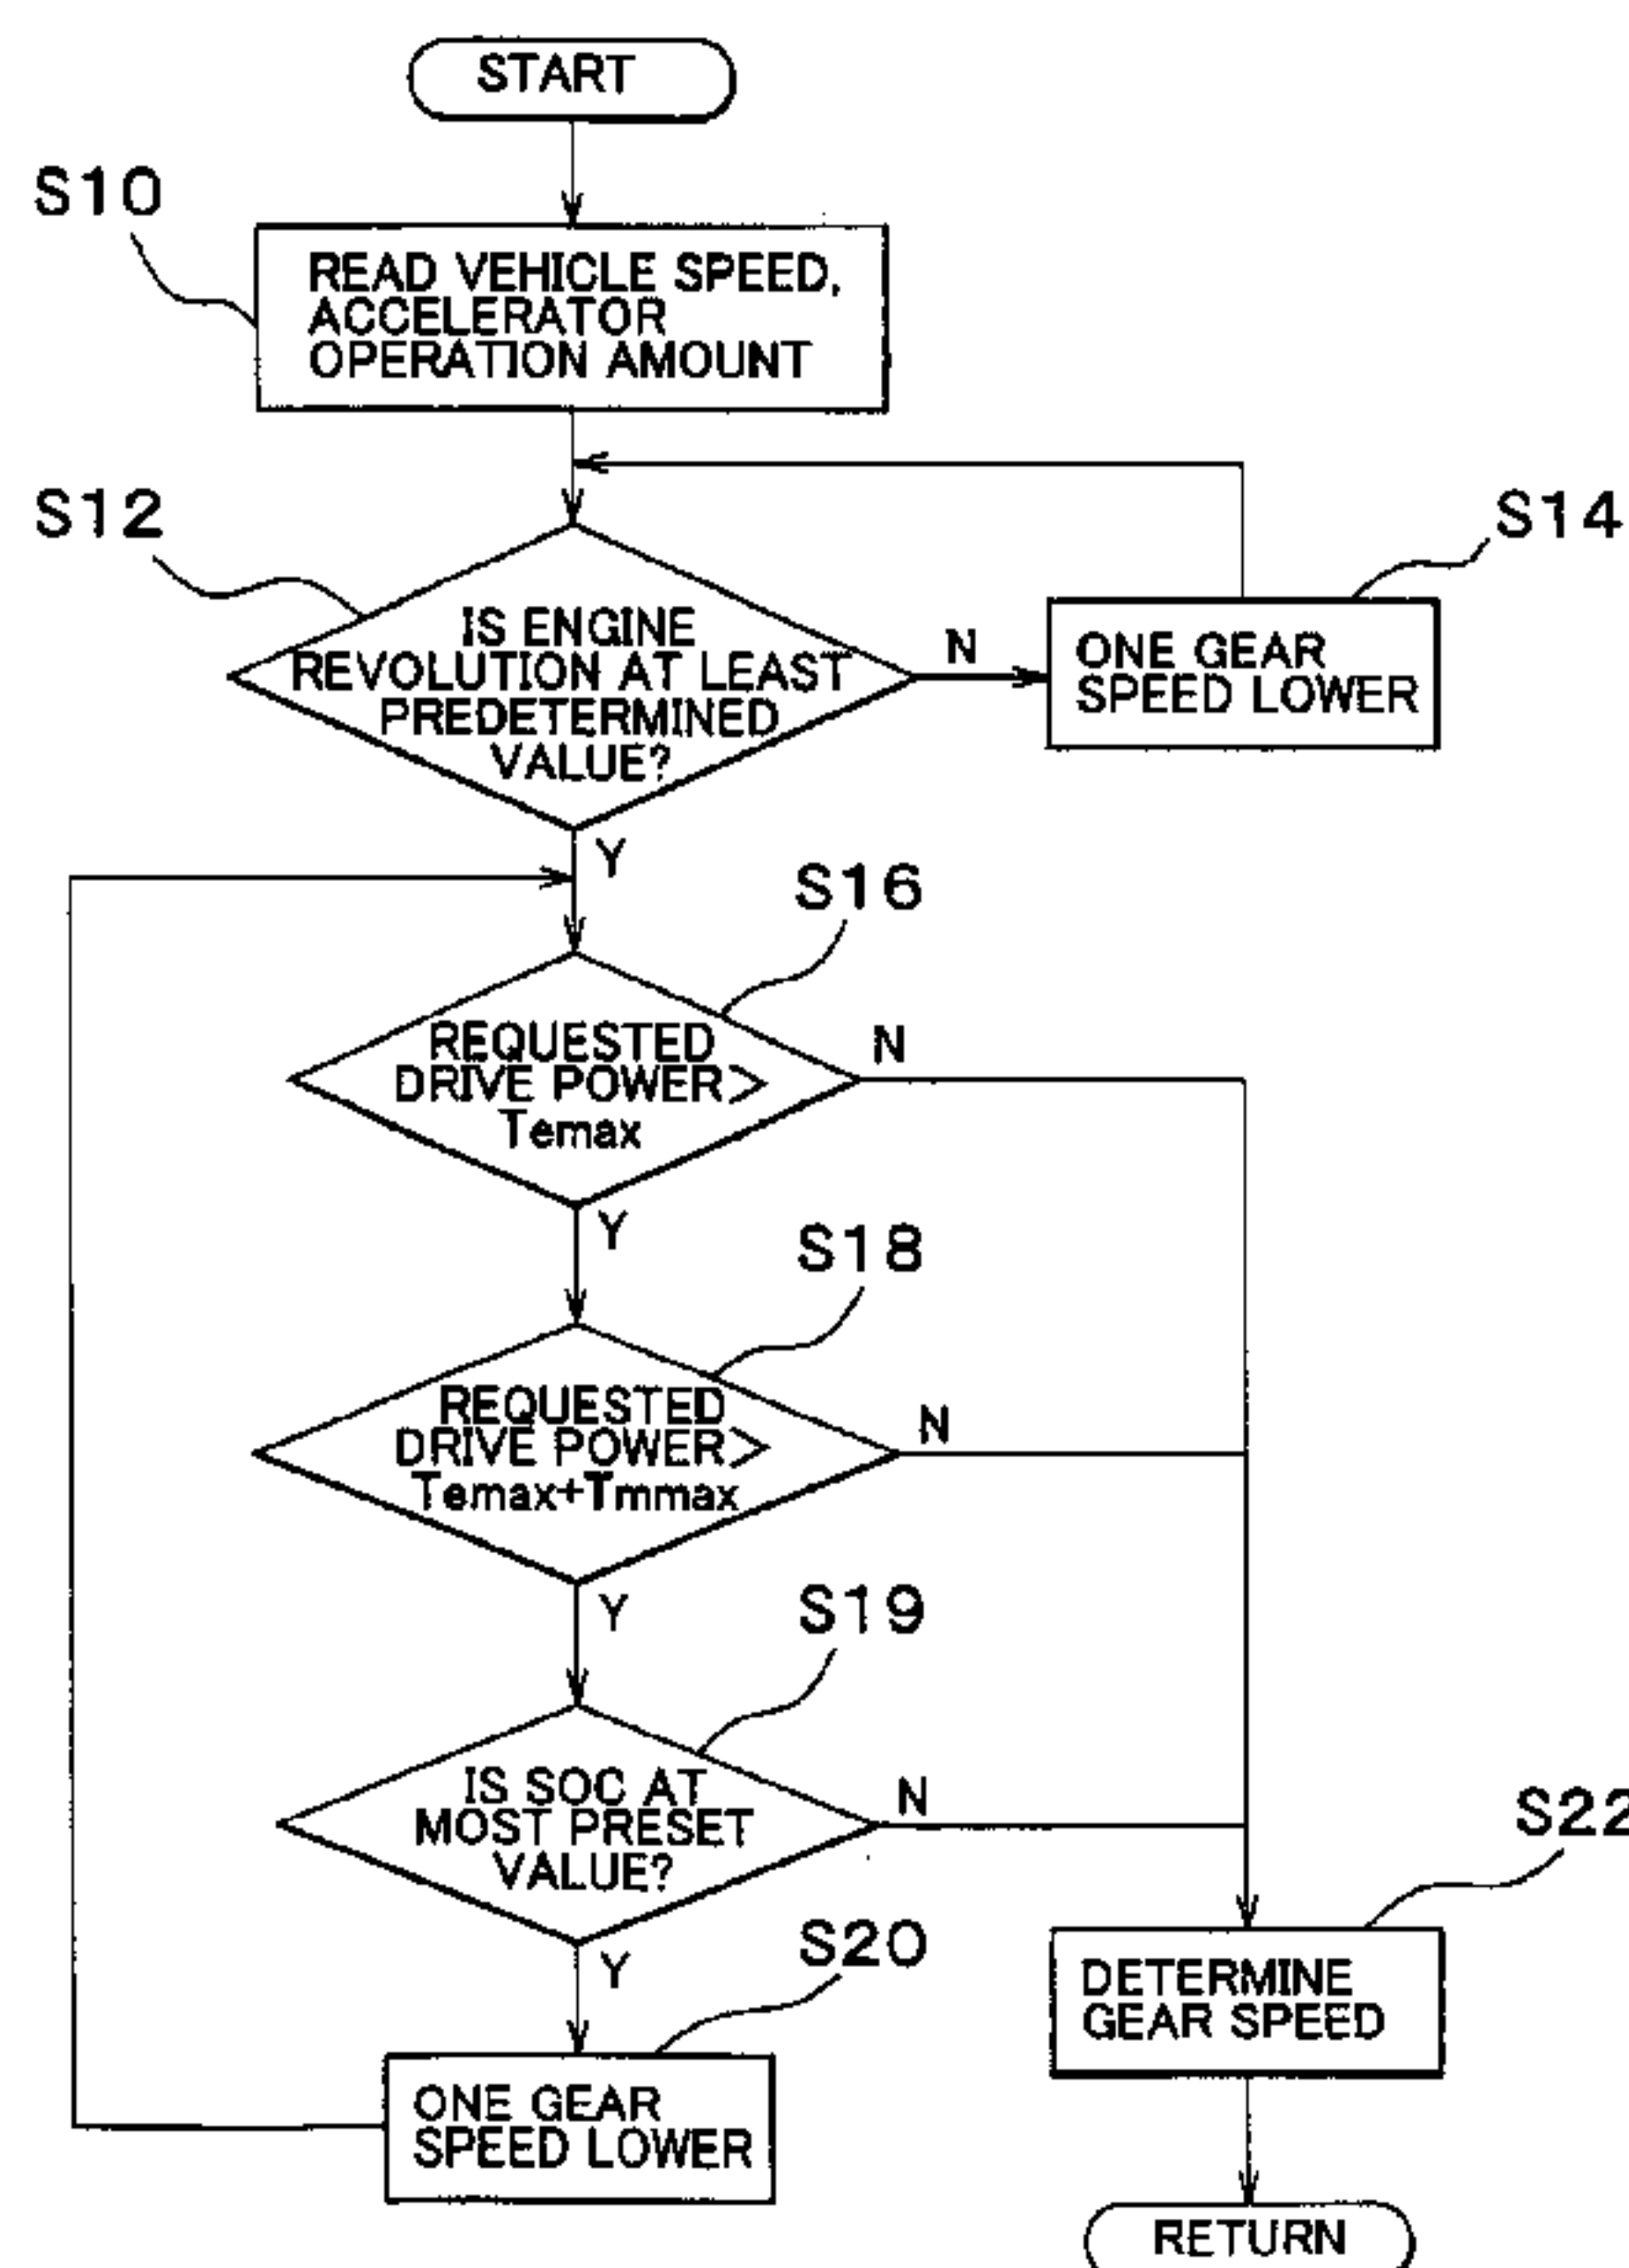 START
S10
READ VEHICLE SPEED,
ACCELERATOR
OPERATION AMOUNT
S12
S14
IS ENGINE
REVOLUTION AT LEAST
PREDETERMINED
VALUE?
N
ONE GEAR
SPEED LOWER
Y
S16
REQUESTED
DRIVE POWER>
Temax
N
Y
S18
REQUESTED
DRIVE POWER>
Temax+Tmmax
N
Y
S19
IS SOC AT
MOST PRESET
VALUE?
N
S22
Y
S20
DETERMINE
GEAR SPEED
ONE GEAR
SPEED LOWER
RETURN